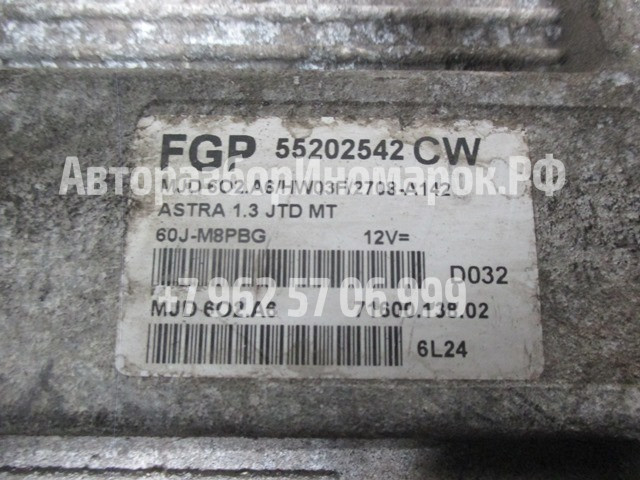 FGP 55202542 CW
MJD 6O2.A6/HW03F/2703-A142
АвторазборИномарок.РФ
ASTRA 1.3 JTD MT
60J-M8PBG 12V=
D032
+7 962 57 06 999
MJD 6O2.A6 71600.138.02
6L24